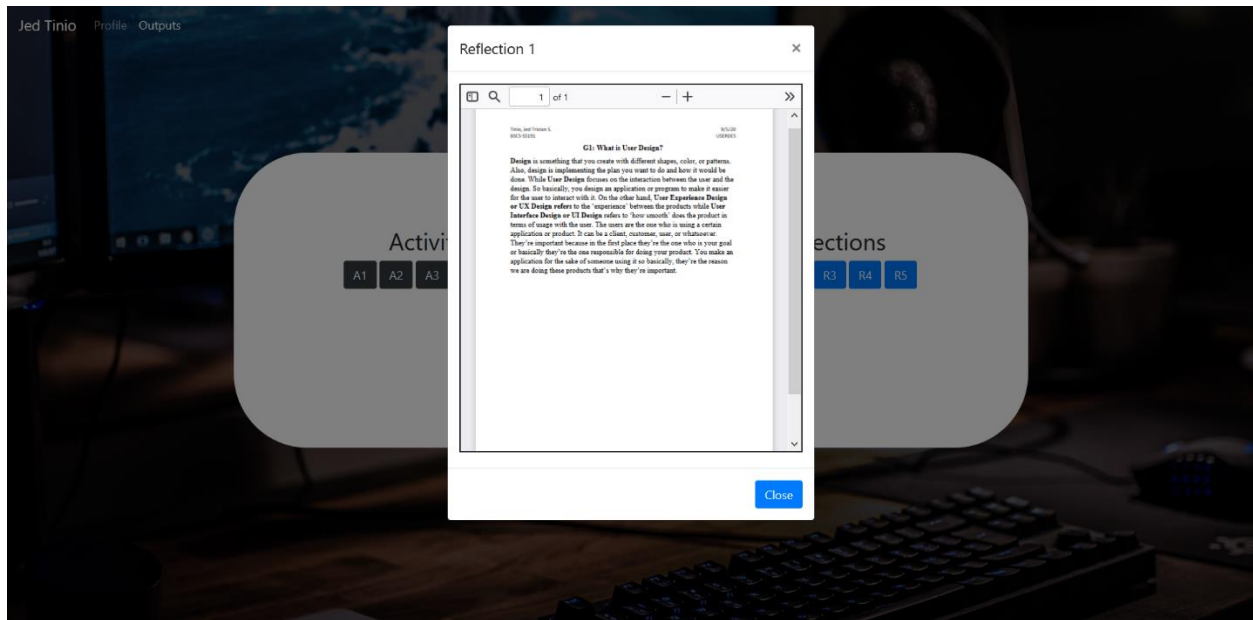 Jed Tinio Profile Outputs
Reflection 1 ×
1 of 1
Tinio, Jed Tristan S. 9/5/20
USERDES
G1: What is User Design?
Design is something that you create with different shapes, color, or patterns.
Also, design is implementing the plan you want to do and how it would be
done. While User Design focuses on the interaction between the user and the
design. So basically, you design an application or program to make it easier
for the user to interact with it. On the other hand, User Experience Design
or UX Design refers to the 'experience' between the products while User
Interface Design or UI Design refers to 'how smooth' does the product in
terms of usage with the user. The users are the one who is using a certain
application or product. It can be a client, customer, user, or whatsoever.
They're important because in the first place they're the one who is your goal
or basically they're the one responsible for doing your product. You make an
application for the sake of someone using it so basically, they're the reason
we are doing these products that's why they're important.
Activi
ections
A1 A2 A3
R3 R4 R5
Close